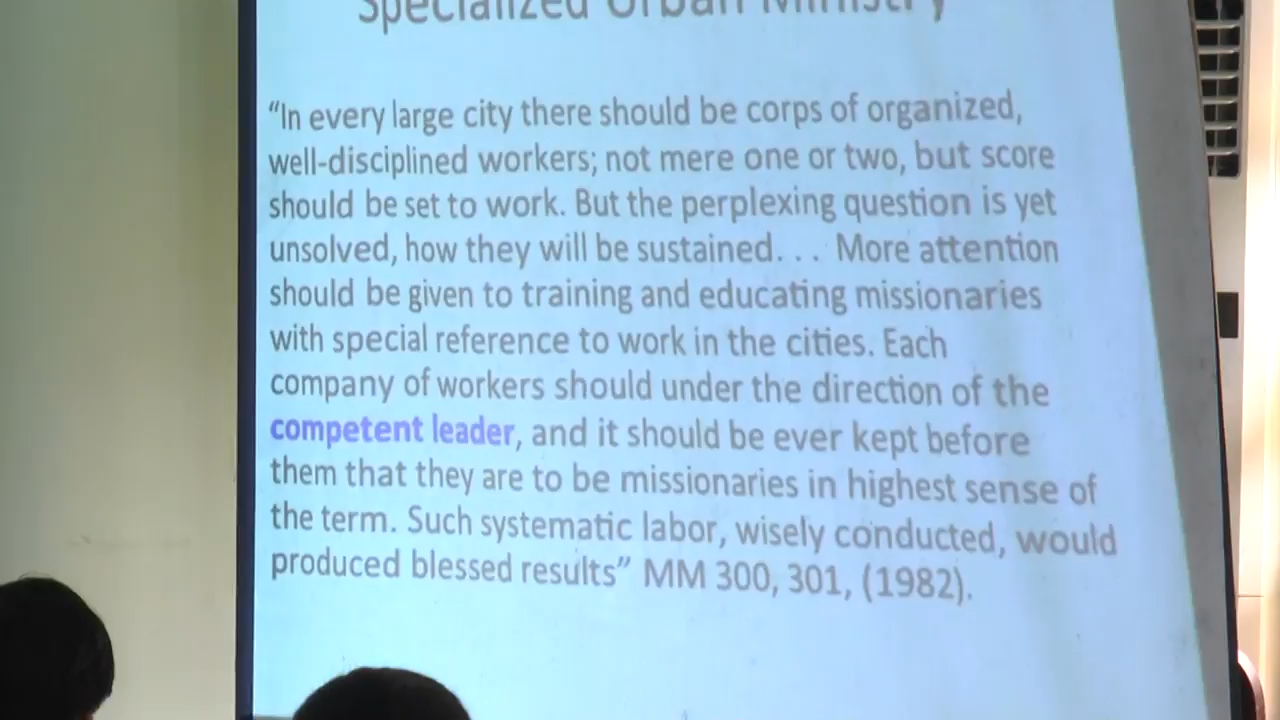 Specialized Urban Ministry
“In every large city there should be corps of organized,
well-disciplined workers; not mere one or two, but score
should be set to work. But the perplexing question is yet
unsolved, how they will be sustained. . . More attention
should be given to training and educating missionaries
with special reference to work in the cities. Each
company of workers should under the direction of the
competent leader, and it should be ever kept before
them that they are to be missionaries in highest sense of
the term. Such systematic labor, wisely conducted, would
produced blessed results” MM 300, 301, (1982).